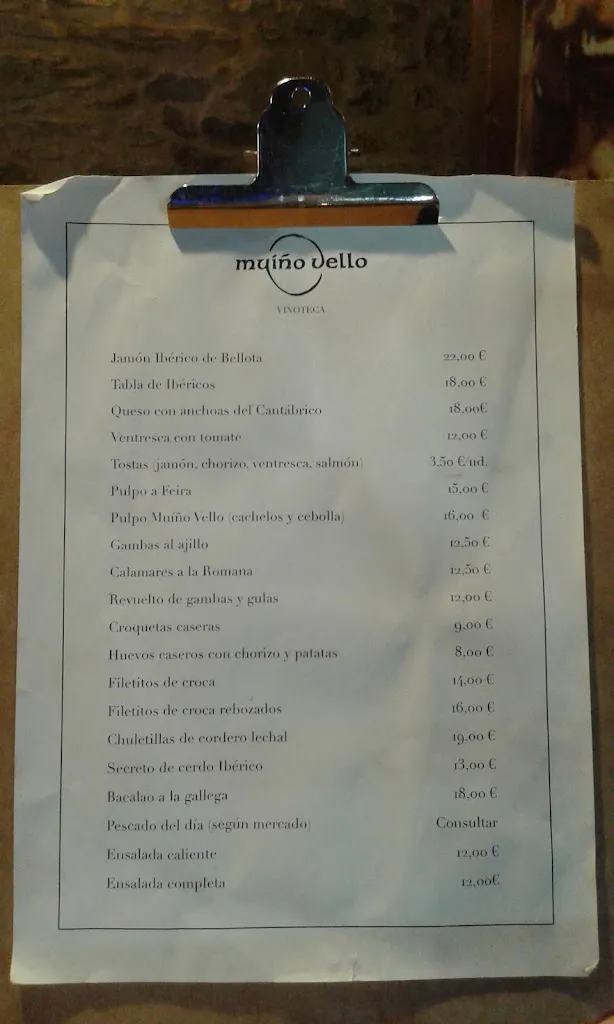 muíño vello
VINOTECA
Jamón Ibérico de Bellota 22,00 €
Tabla de Ibéricos 18,00 €
Queso con anchoas del Cantábrico 18,00€
Ventresca con tomate 12,00 €
Tostas (jamón, chorizo, ventresca, salmón) 3,50 €/ud.
Pulpo a Feira 15,00 €
Pulpo Muíño Vello (cachelos y cebolla) 16,00 €
Gambas al ajillo 12,50 €
Calamares a la Romana 12,50 €
Revuelto de gambas y gulas 12,00 €
Croquetas caseras 9,00 €
Huevos caseros con chorizo y patatas 8,00 €
Filetitos de croca 14,00 €
Filetitos de croca rebozados 16,00 €
Chuletillas de cordero lechal 19,00 €
Secreto de cerdo Ibérico 13,00 €
Bacalao a la gallega 18,00 €
Pescado del día (según mercado) Consultar
Ensalada caliente 12,00 €
Ensalada completa 12,00€